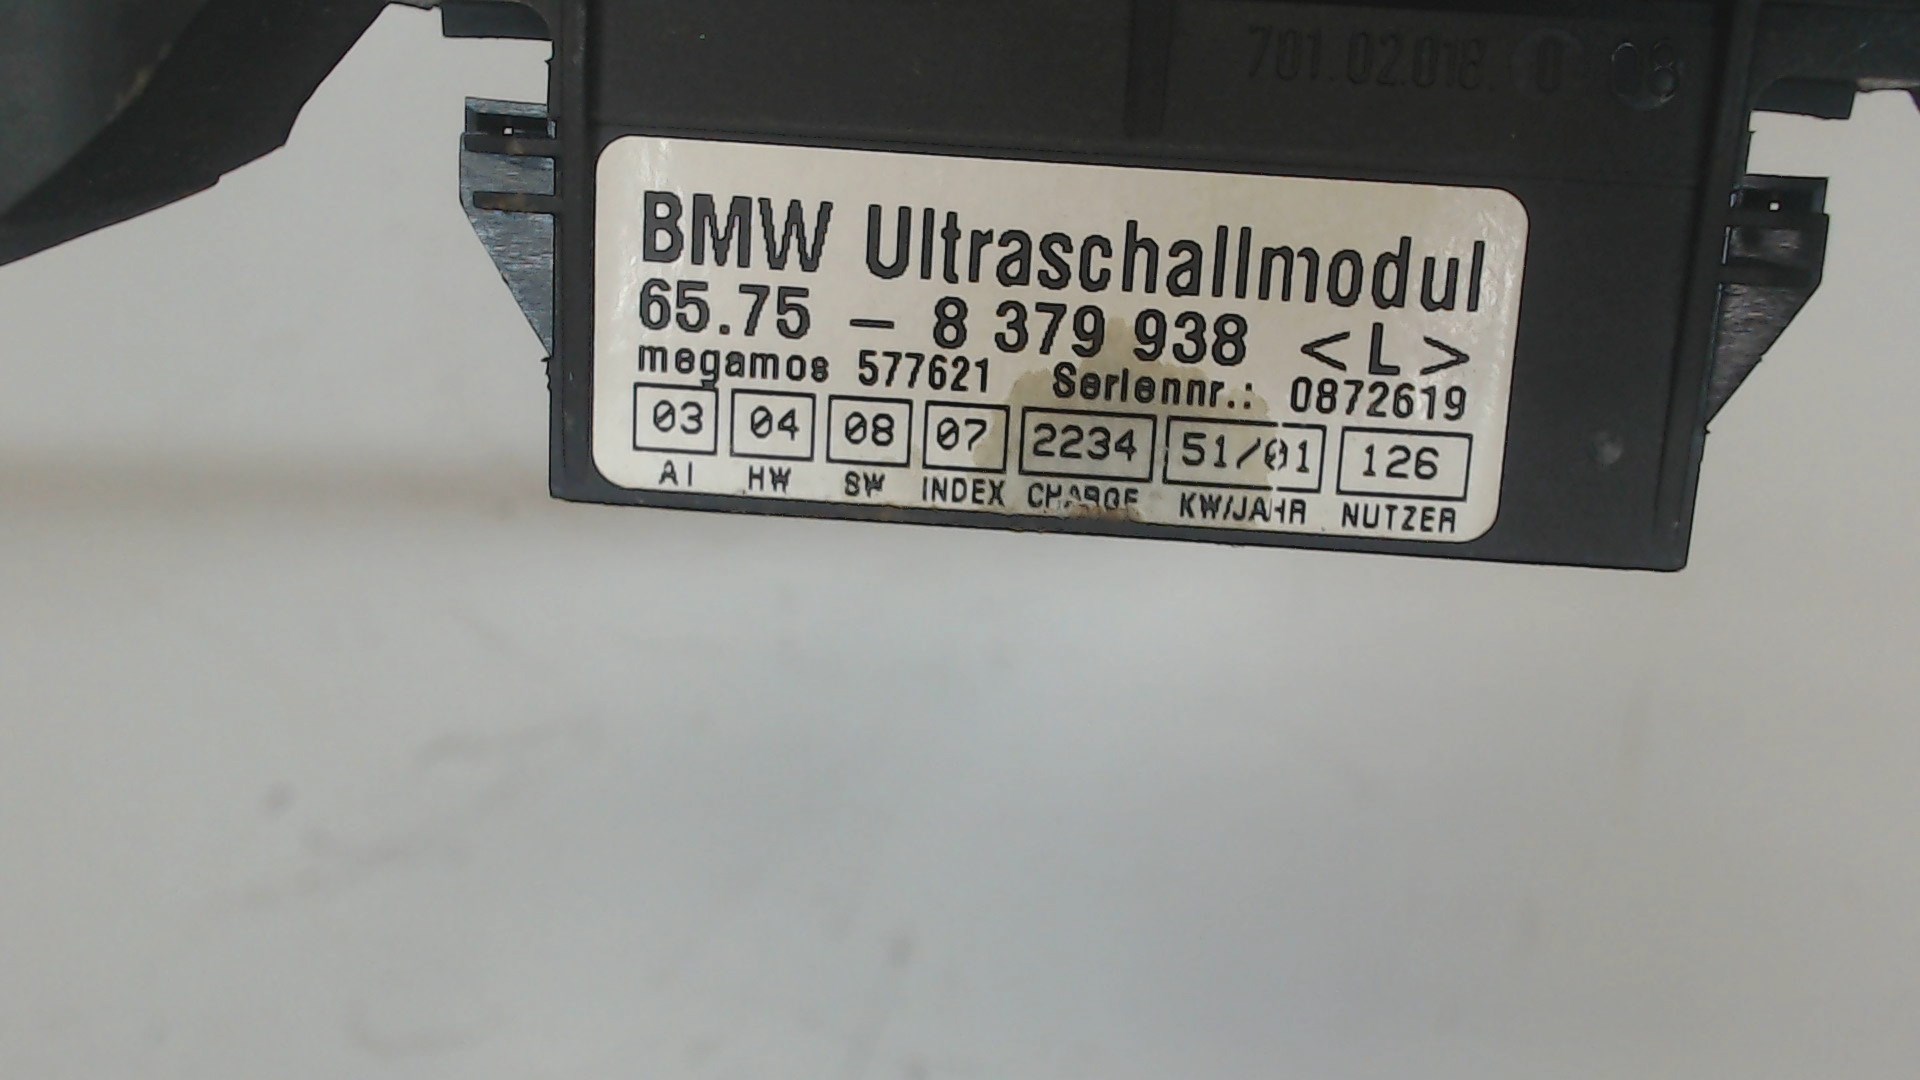 701.02.018.
BMW Ultraschallmodul
65.75 – 8 379 938 <L>
megamos 577621 Seriennr.: 0872619
03 04 08 07 2234 51/01 126
AI HW SW INDEX CHARGE KW/JAHR NUTZER